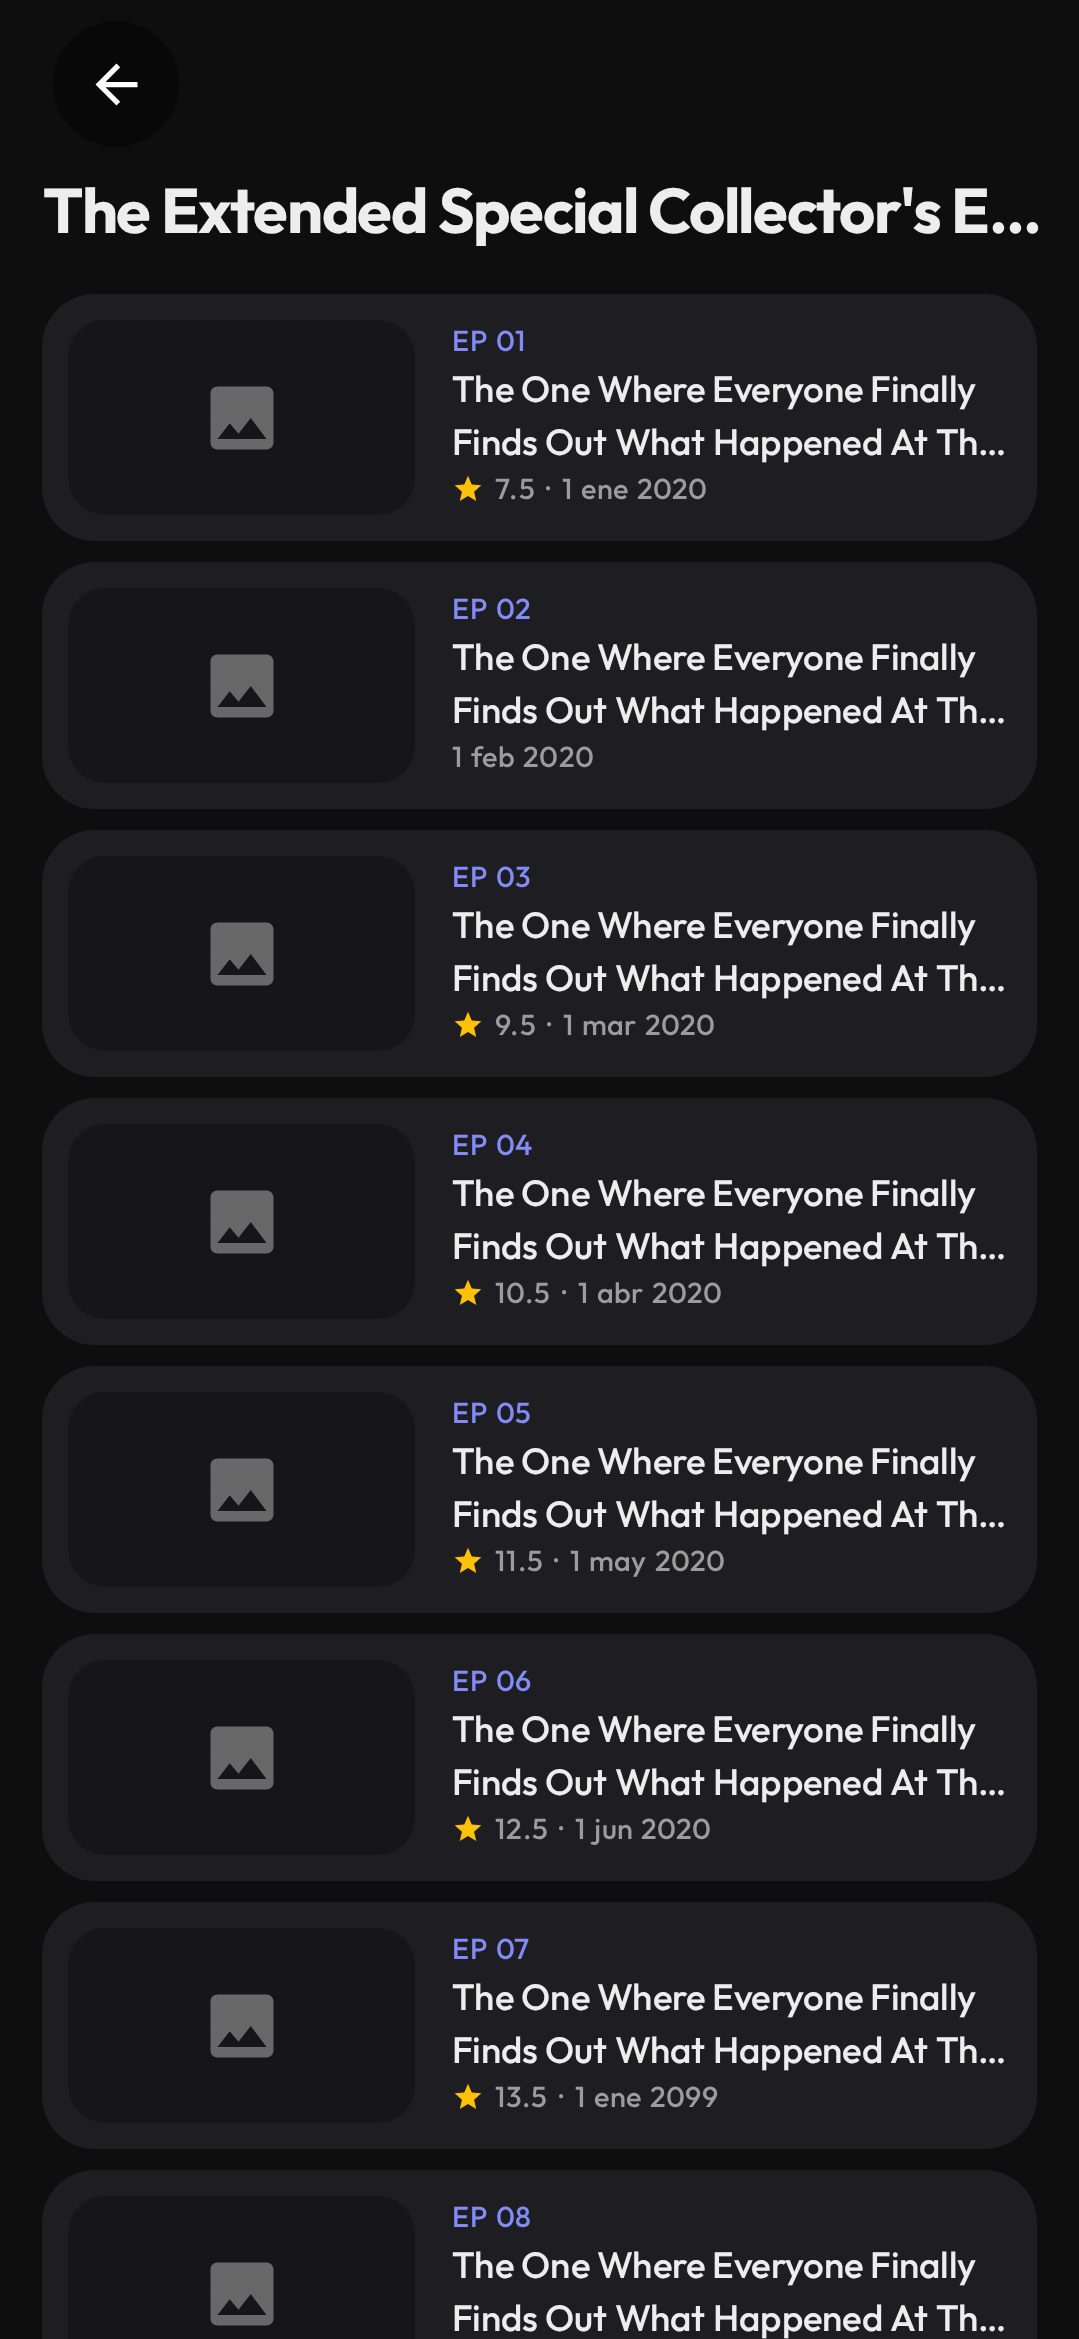 The Extended Special Collector's E...
EP 01
The One Where Everyone Finally
Finds Out What Happened At Th...
7.5 · 1 ene 2020
EP 02
The One Where Everyone Finally
Finds Out What Happened At Th...
1 feb 2020
EP 03
The One Where Everyone Finally
Finds Out What Happened At Th...
9.5 · 1 mar 2020
EP 04
The One Where Everyone Finally
Finds Out What Happened At Th...
10.5 · 1 abr 2020
EP 05
The One Where Everyone Finally
Finds Out What Happened At Th...
11.5 · 1 may 2020
EP 06
The One Where Everyone Finally
Finds Out What Happened At Th...
12.5 · 1 jun 2020
EP 07
The One Where Everyone Finally
Finds Out What Happened At Th...
13.5 · 1 ene 2099
EP 08
The One Where Everyone Finally
Finds Out What Happened At Th...